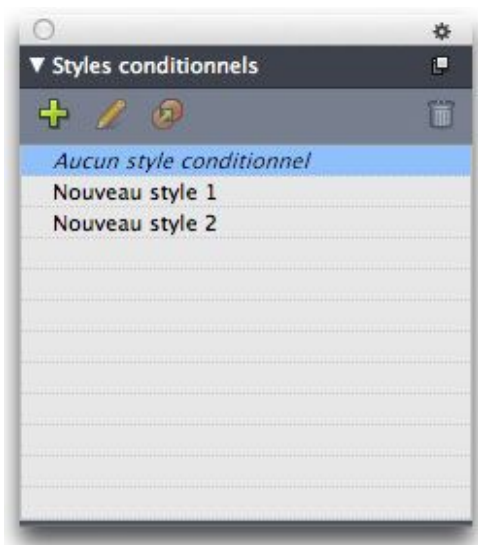 Styles conditionnels
Aucun style conditionnel
Nouveau style 1
Nouveau style 2